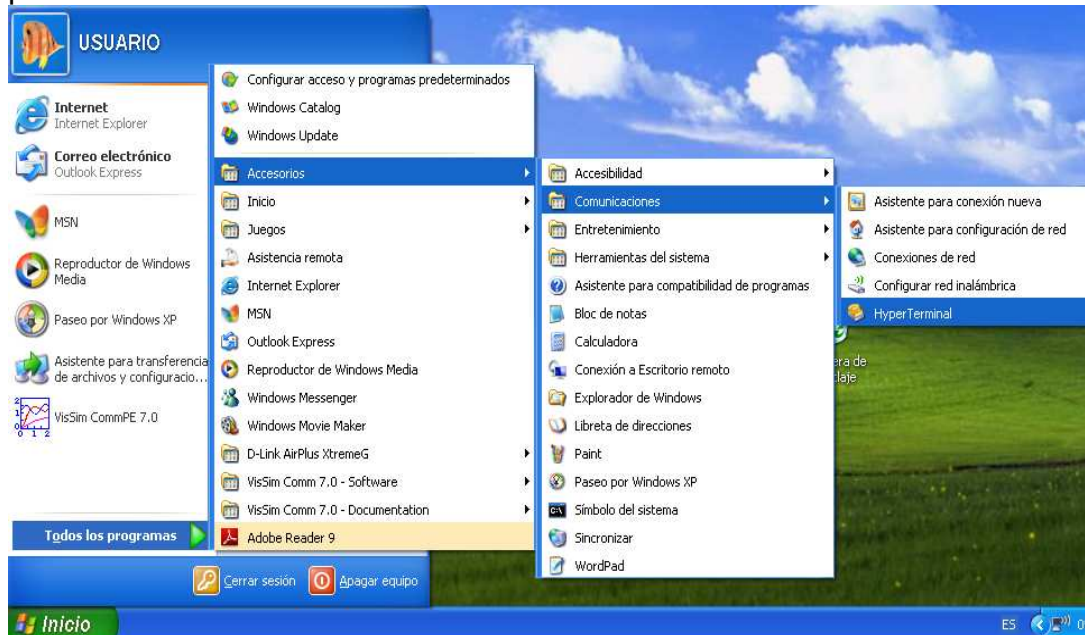 USUARIO
Internet
Internet Explorer
Correo electrónico
Outlook Express
MSN
Reproductor de Windows
Media
Paseo por Windows XP
Asistente para transferencia
de archivos y configuracio...
VisSim CommPE 7.0
Todos los programas
Configurar acceso y programas predeterminados
Windows Catalog
Windows Update
Accesorios
Inicio
Juegos
Asistencia remota
Internet Explorer
MSN
Outlook Express
Reproductor de Windows Media
Windows Messenger
Windows Movie Maker
D-Link AirPlus XtremeG
VisSim Comm 7.0 - Software
VisSim Comm 7.0 - Documentation
Adobe Reader 9
Accesibilidad
Comunicaciones
Entretenimiento
Herramientas del sistema
Asistente para compatibilidad de programas
Bloc de notas
Calculadora
Conexión a Escritorio remoto
Explorador de Windows
Libreta de direcciones
Paint
Paseo por Windows XP
Símbolo del sistema
Sincronizar
WordPad
Asistente para conexión nueva
Asistente para configuración de red
Conexiones de red
Configurar red inalámbrica
HyperTerminal
era de
laje
Cerrar sesión
Apagar equipo
Inicio
ES